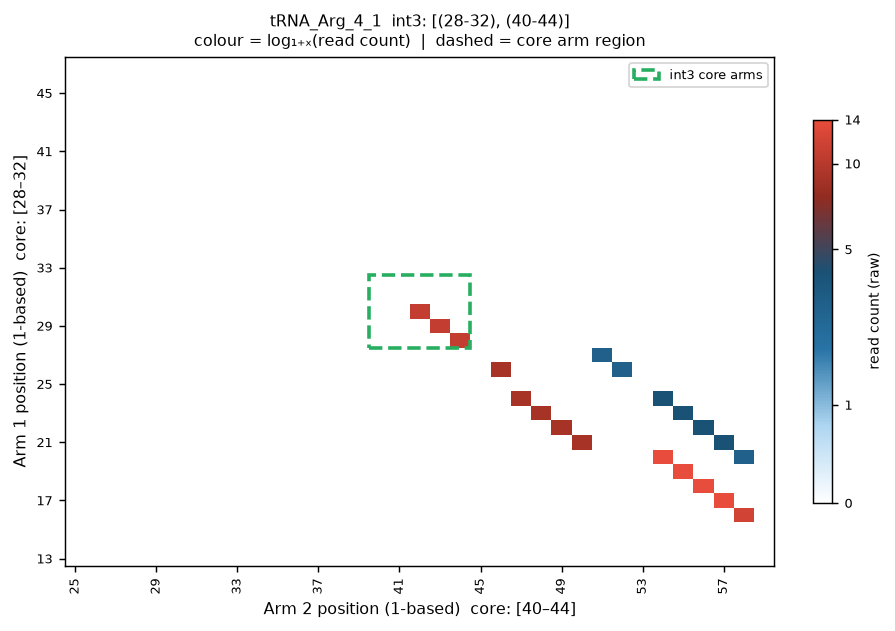 tRNA_Arg_4_1  int3: [(28-32), (40-44)]
colour = log₁₊ₓ(read count)  |  dashed = core arm region
int3 core arms
Arm 1 position (1-based)  core: [28–32]
45
41
37
33
29
25
21
17
13
25 29 33 37 41 45 49 53 57
Arm 2 position (1-based)  core: [40–44]
14
10
5
1
0
read count (raw)